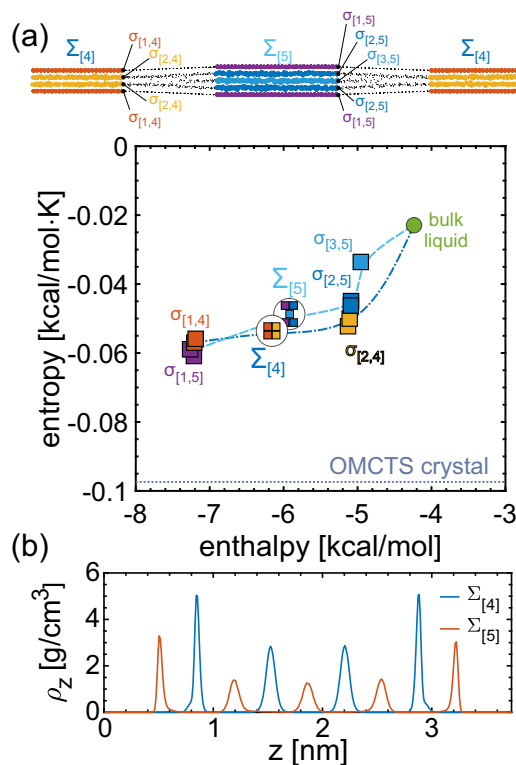 (a)
Σ[4] σ[1,4] σ[2,4] Σ[5] σ[1,5] σ[2,5] σ[3,5] Σ[4]
σ[2,4] σ[1,4] σ[2,5] σ[1,5]
0
-0.02
-0.04
-0.06
-0.08
-0.1
entropy [kcal/mol·K]
bulk
liquid
σ[3,5]
Σ[5]
σ[2,5]
σ[1,4]
Σ[4]
σ[2,4]
σ[1,5]
OMCTS crystal
-8 -7 -6 -5 -4 -3
enthalpy [kcal/mol]
(b)
6
4
2
0
ρz [g/cm³]
Σ[4]
Σ[5]
0 1 2 3
z [nm]